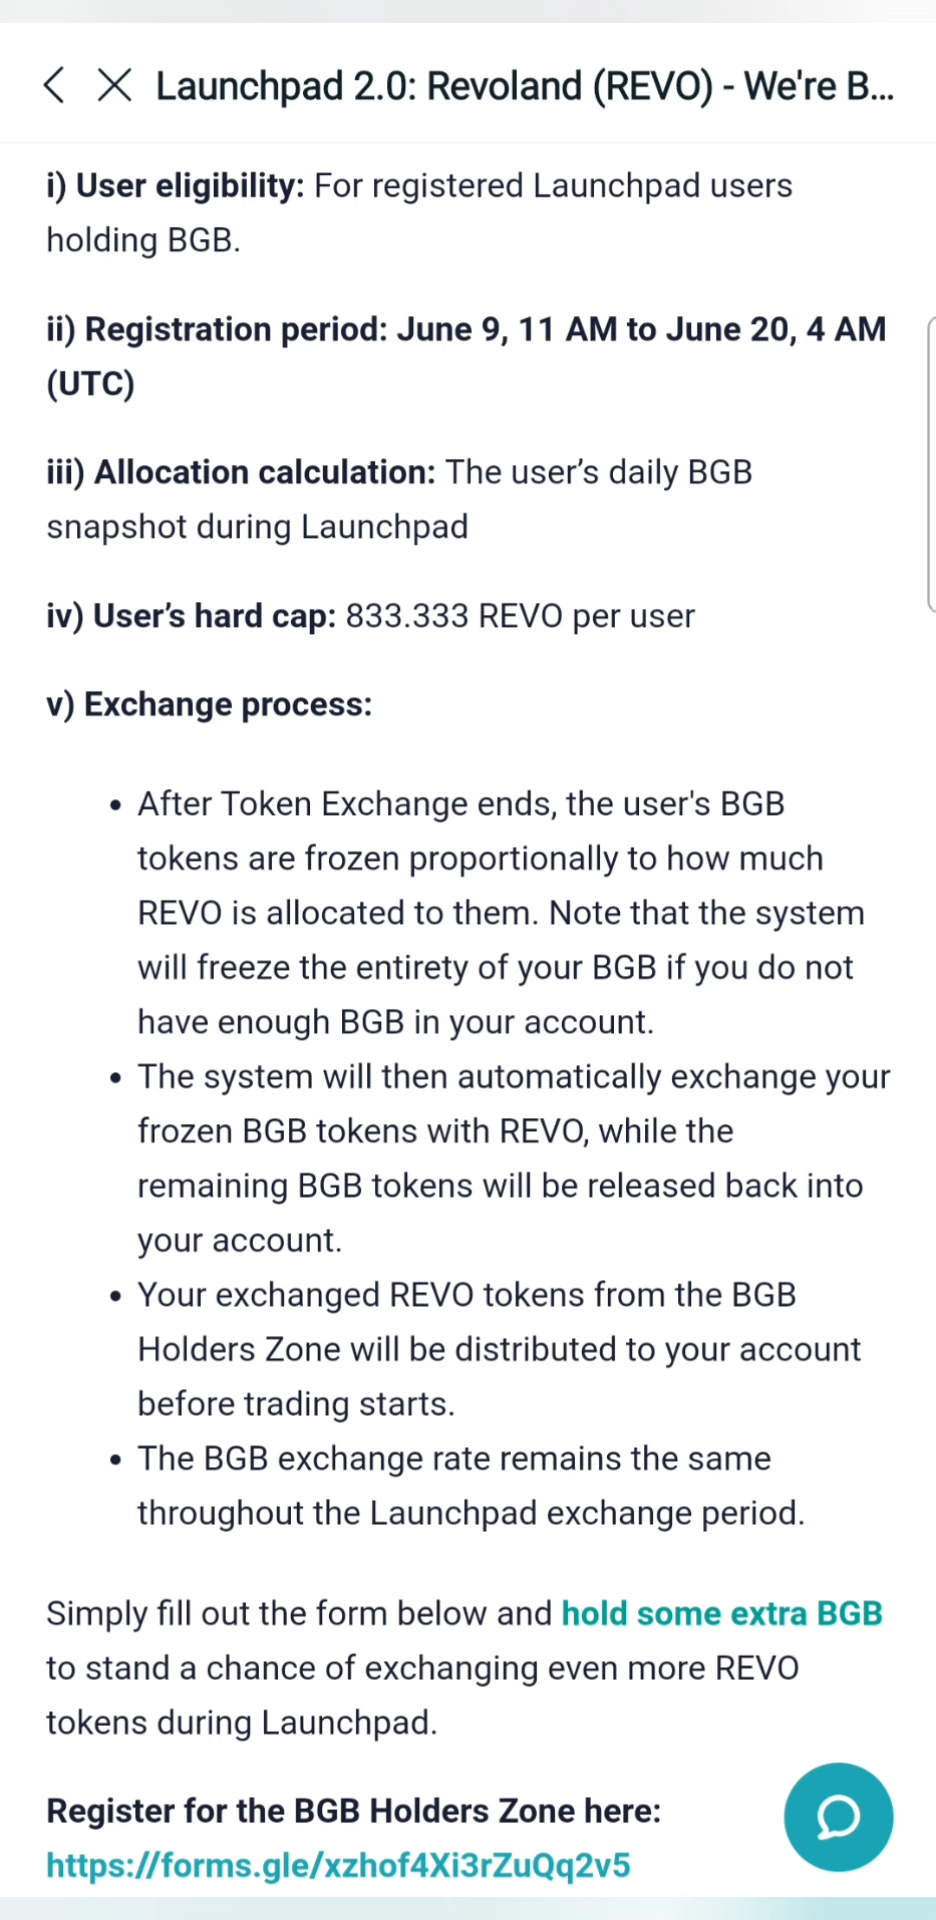 Launchpad 2.0: Revoland (REVO) - We're B...
i) User eligibility: For registered Launchpad users
holding BGB.
ii) Registration period: June 9, 11 AM to June 20, 4 AM
(UTC)
iii) Allocation calculation: The user’s daily BGB
snapshot during Launchpad
iv) User’s hard cap: 833.333 REVO per user
v) Exchange process:
• After Token Exchange ends, the user's BGB
tokens are frozen proportionally to how much
REVO is allocated to them. Note that the system
will freeze the entirety of your BGB if you do not
have enough BGB in your account.
• The system will then automatically exchange your
frozen BGB tokens with REVO, while the
remaining BGB tokens will be released back into
your account.
• Your exchanged REVO tokens from the BGB
Holders Zone will be distributed to your account
before trading starts.
• The BGB exchange rate remains the same
throughout the Launchpad exchange period.
Simply fill out the form below and hold some extra BGB
to stand a chance of exchanging even more REVO
tokens during Launchpad.
Register for the BGB Holders Zone here:
https://forms.gle/xzhof4Xi3rZuQq2v5